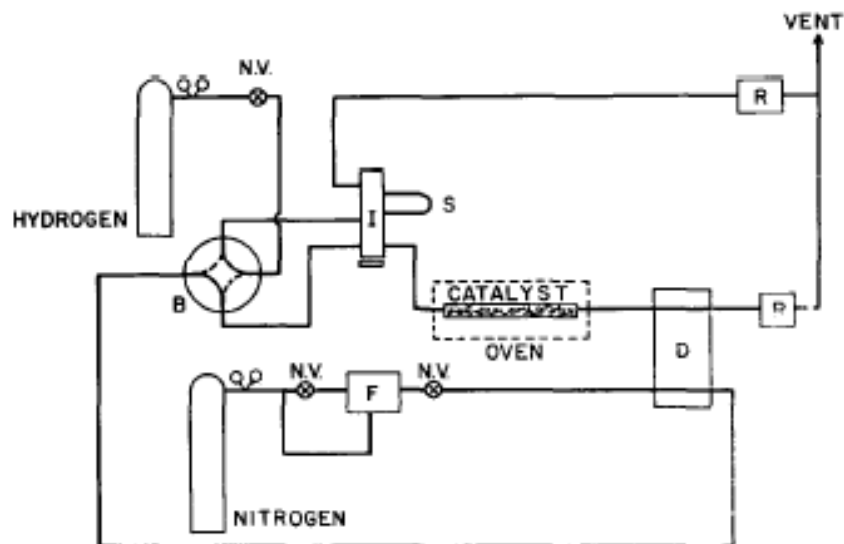 VENT
N.V.
R
HYDROGEN
I
S
B
CATALYST
OVEN
R
D
N.V.
F
N.V.
NITROGEN